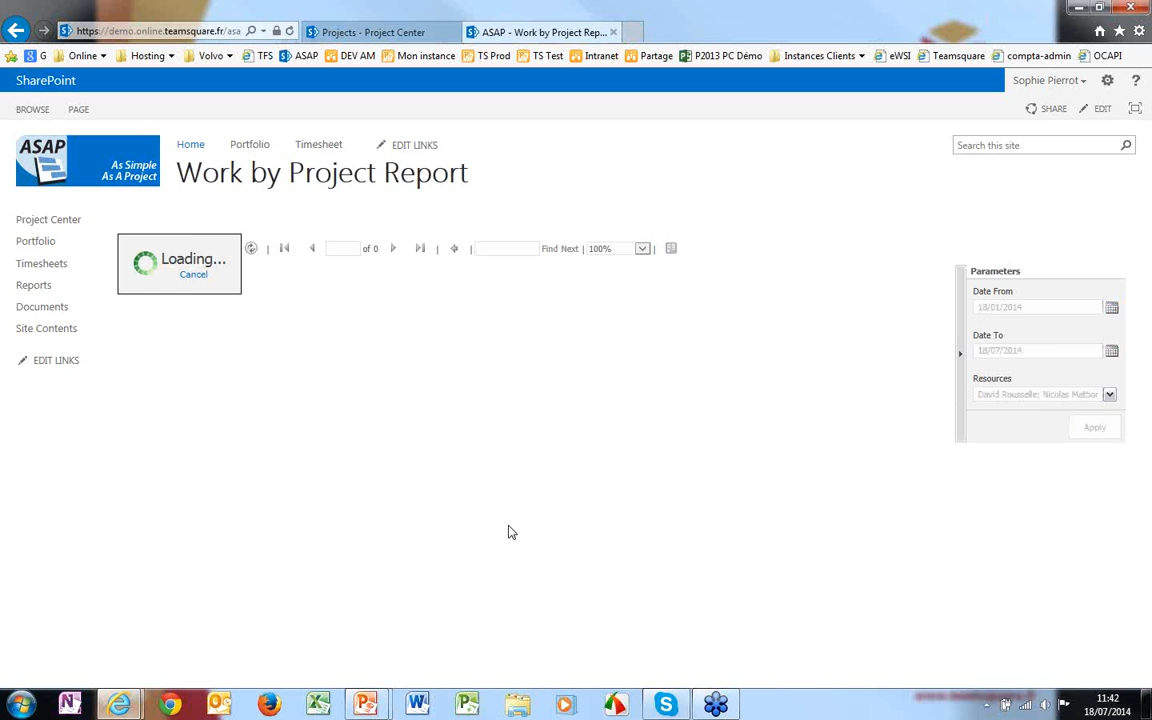 https://demo.online.teamsquare.fr/asa
Projects - Project Center
ASAP - Work by Project Rep...
G
Online
Hosting
Volvo
TFS
ASAP
DEV AM
Mon instance
TS Prod
TS Test
Intranet
Partage
P2013 PC Démo
Instances Clients
eWSI
Teamsquare
compta-admin
OCAPI
SharePoint
Sophie Pierrot
?
BROWSE
PAGE
SHARE
EDIT
ASAP
As Simple
As A Project
Home
Portfolio
Timesheet
EDIT LINKS
Search this site
Work by Project Report
Project Center
Portfolio
Timesheets
Reports
Documents
Site Contents
EDIT LINKS
Loading...
Cancel
of 0
Find Next
100%
Parameters
Date From
18/01/2014
Date To
18/07/2014
Resources
David Rousselle; Nicolas
Apply
11:42
18/07/2014